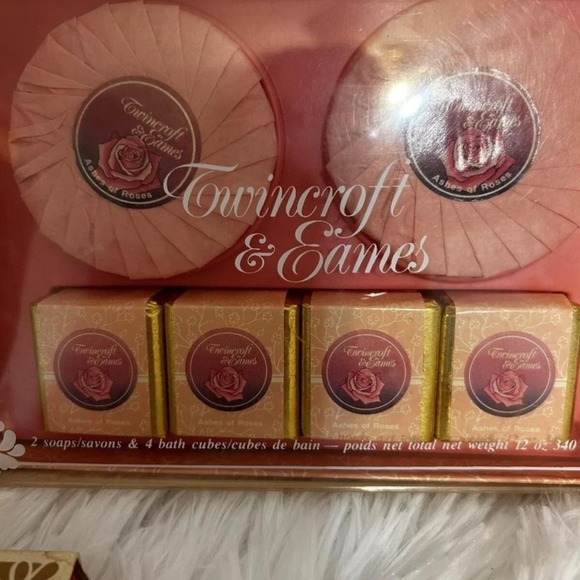 Twincroft
& Eames
Ashes of Roses
Twincroft
& Eames
Ashes of Roses
Twincroft
& Eames
Twincroft
& Eames
Ashes of Roses
Twincroft
& Eames
Ashes of Roses
Twincroft
& Eames
Ashes of Roses
Twincroft
& Eames
Ashes of Roses
2 soaps/savons & 4 bath cubes/cubes de bain — poids net total net weight 12 oz 340